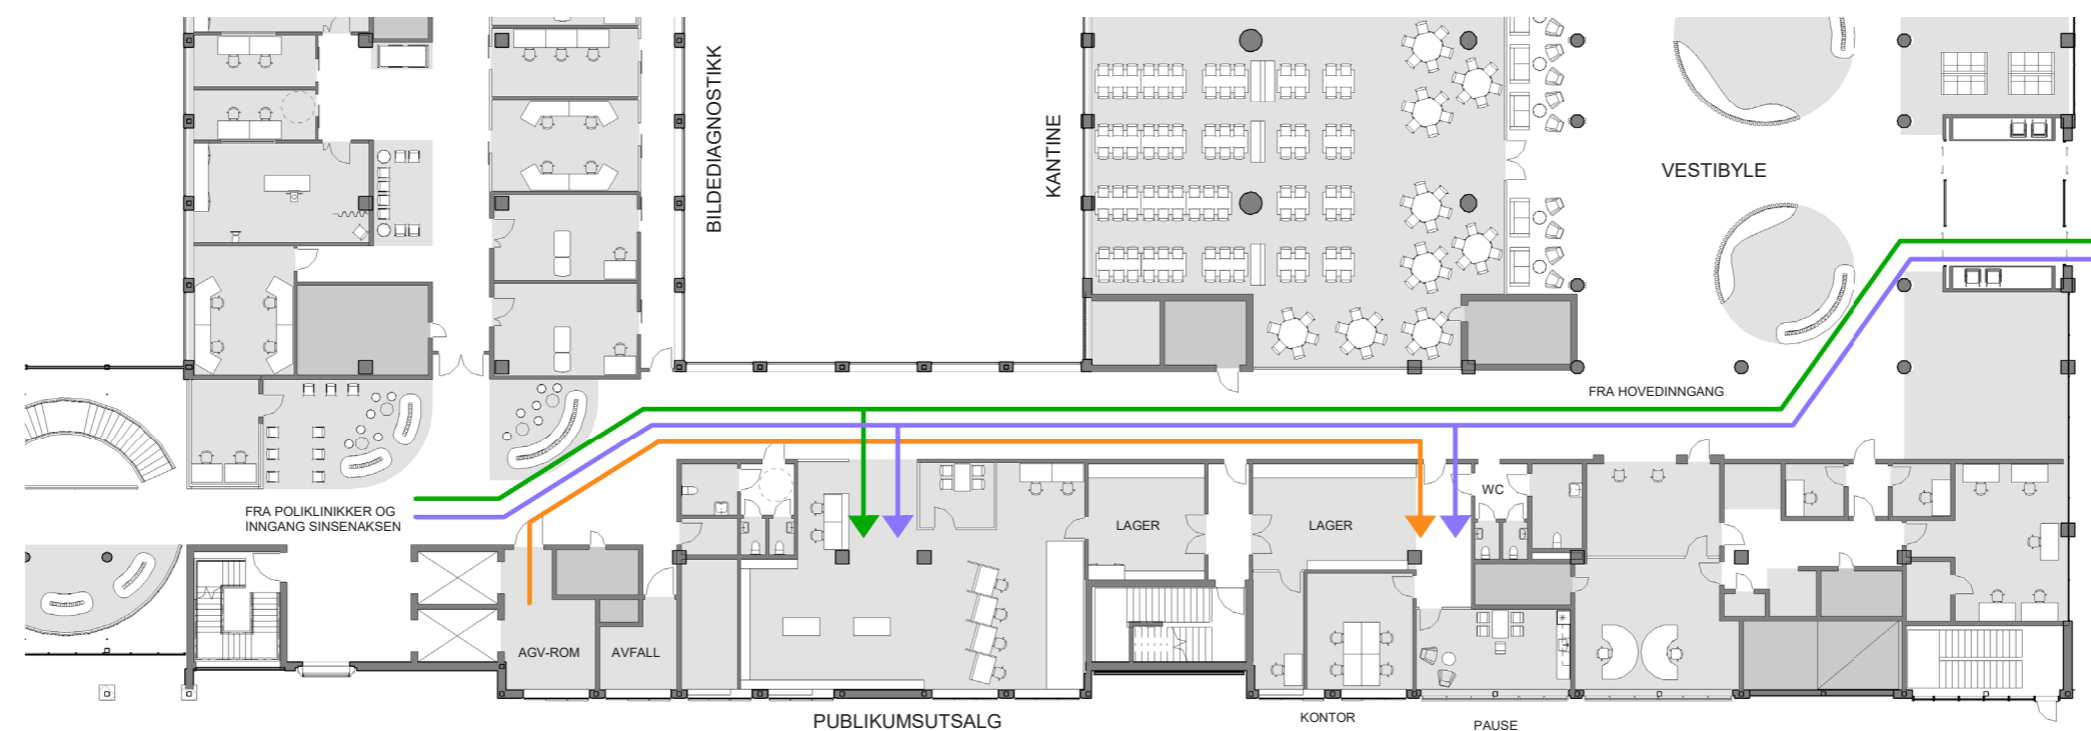 BILDEDIAGNOSTIKK
KANTINE
VESTIBYLE
FRA HOVEDINNGANG
FRA POLIKLINIKKER OG
INNGANG SINSENAKSEN
WC
LAGER
LAGER
AGV-ROM
AVFALL
PUBLIKUMSUTSALG
KONTOR
PAUSE